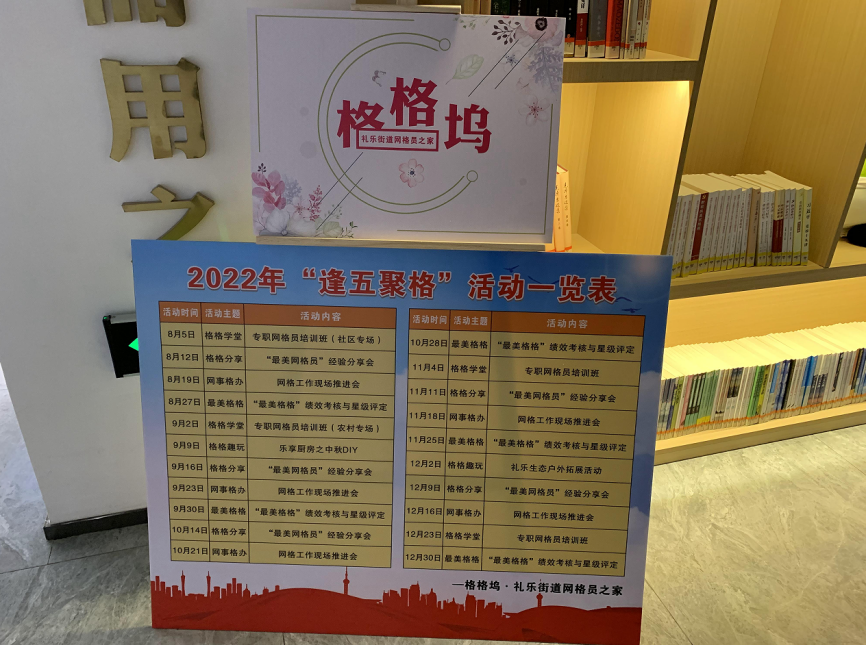 用
之
格格坞
礼乐街道网格员之家
2022年“逢五聚格”活动一览表
活动时间 活动主题 活动内容
8月5日 格格学堂 专职网格员培训班（社区专场）
8月12日 格格分享 “最美网格员”经验分享会
8月19日 网事格办 网格工作现场推进会
8月27日 最美格格 “最美格格”绩效考核与星级评定
9月2日 格格学堂 专职网格员培训班（农村专场）
9月9日 格格趣玩 乐享厨房之中秋DIY
9月16日 格格分享 “最美网格员”经验分享会
9月23日 网事格办 网格工作现场推进会
9月30日 最美格格 “最美格格”绩效考核与星级评定
10月14日 格格分享 “最美网格员”经验分享会
10月21日 网事格办 网格工作现场推进会
活动时间 活动主题 活动内容
10月28日 最美格格 “最美格格”绩效考核与星级评定
11月4日 格格学堂 专职网格员培训班
11月11日 格格分享 “最美网格员”经验分享会
11月18日 网事格办 网格工作现场推进会
11月25日 最美格格 “最美格格”绩效考核与星级评定
12月2日 格格趣玩 礼乐生态户外拓展活动
12月9日 格格分享 “最美网格员”经验分享会
12月16日 网事格办 网格工作现场推进会
12月23日 格格学堂 专职网格员培训班
12月30日 最美格格 “最美格格”绩效考核与星级评定
—格格坞·礼乐街道网格员之家